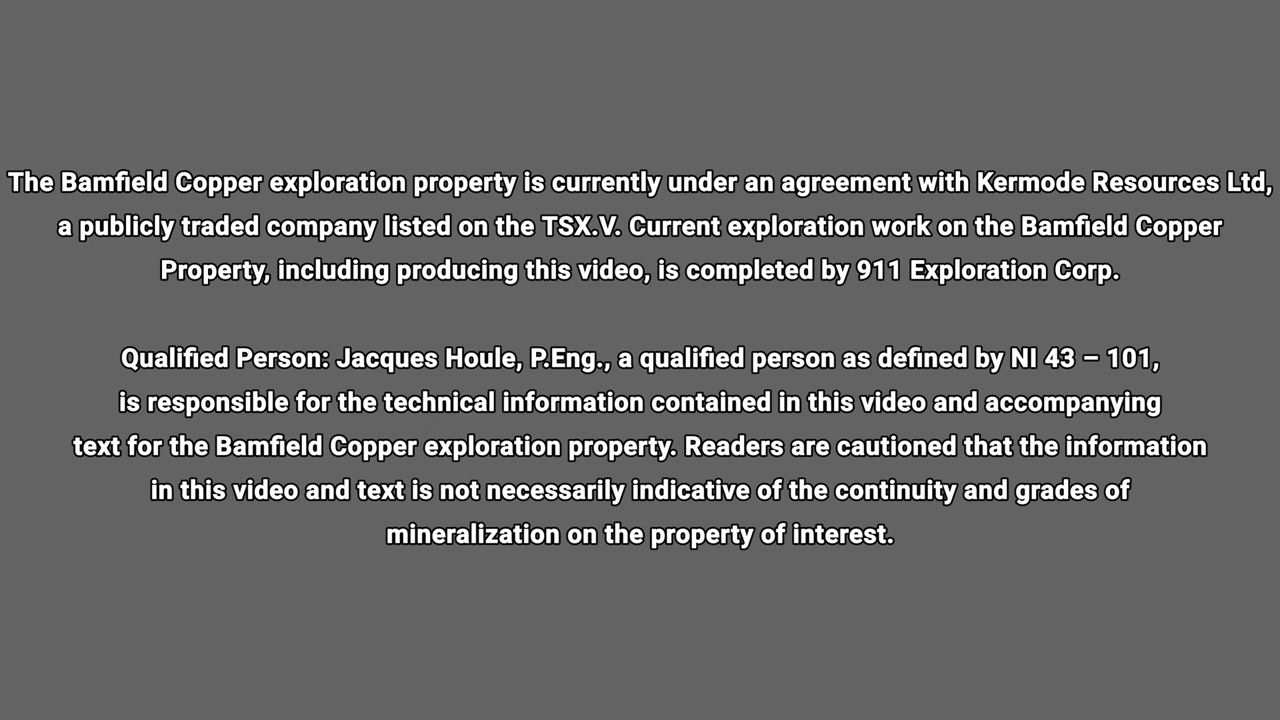 The Bamfield Copper exploration property is currently under an agreement with Kermode Resources Ltd,
a publicly traded company listed on the TSX.V. Current exploration work on the Bamfield Copper
Property, including producing this video, is completed by 911 Exploration Corp.
Qualified Person: Jacques Houle, P.Eng., a qualified person as defined by NI 43 – 101,
is responsible for the technical information contained in this video and accompanying
text for the Bamfield Copper exploration property. Readers are cautioned that the information
in this video and text is not necessarily indicative of the continuity and grades of
mineralization on the property of interest.